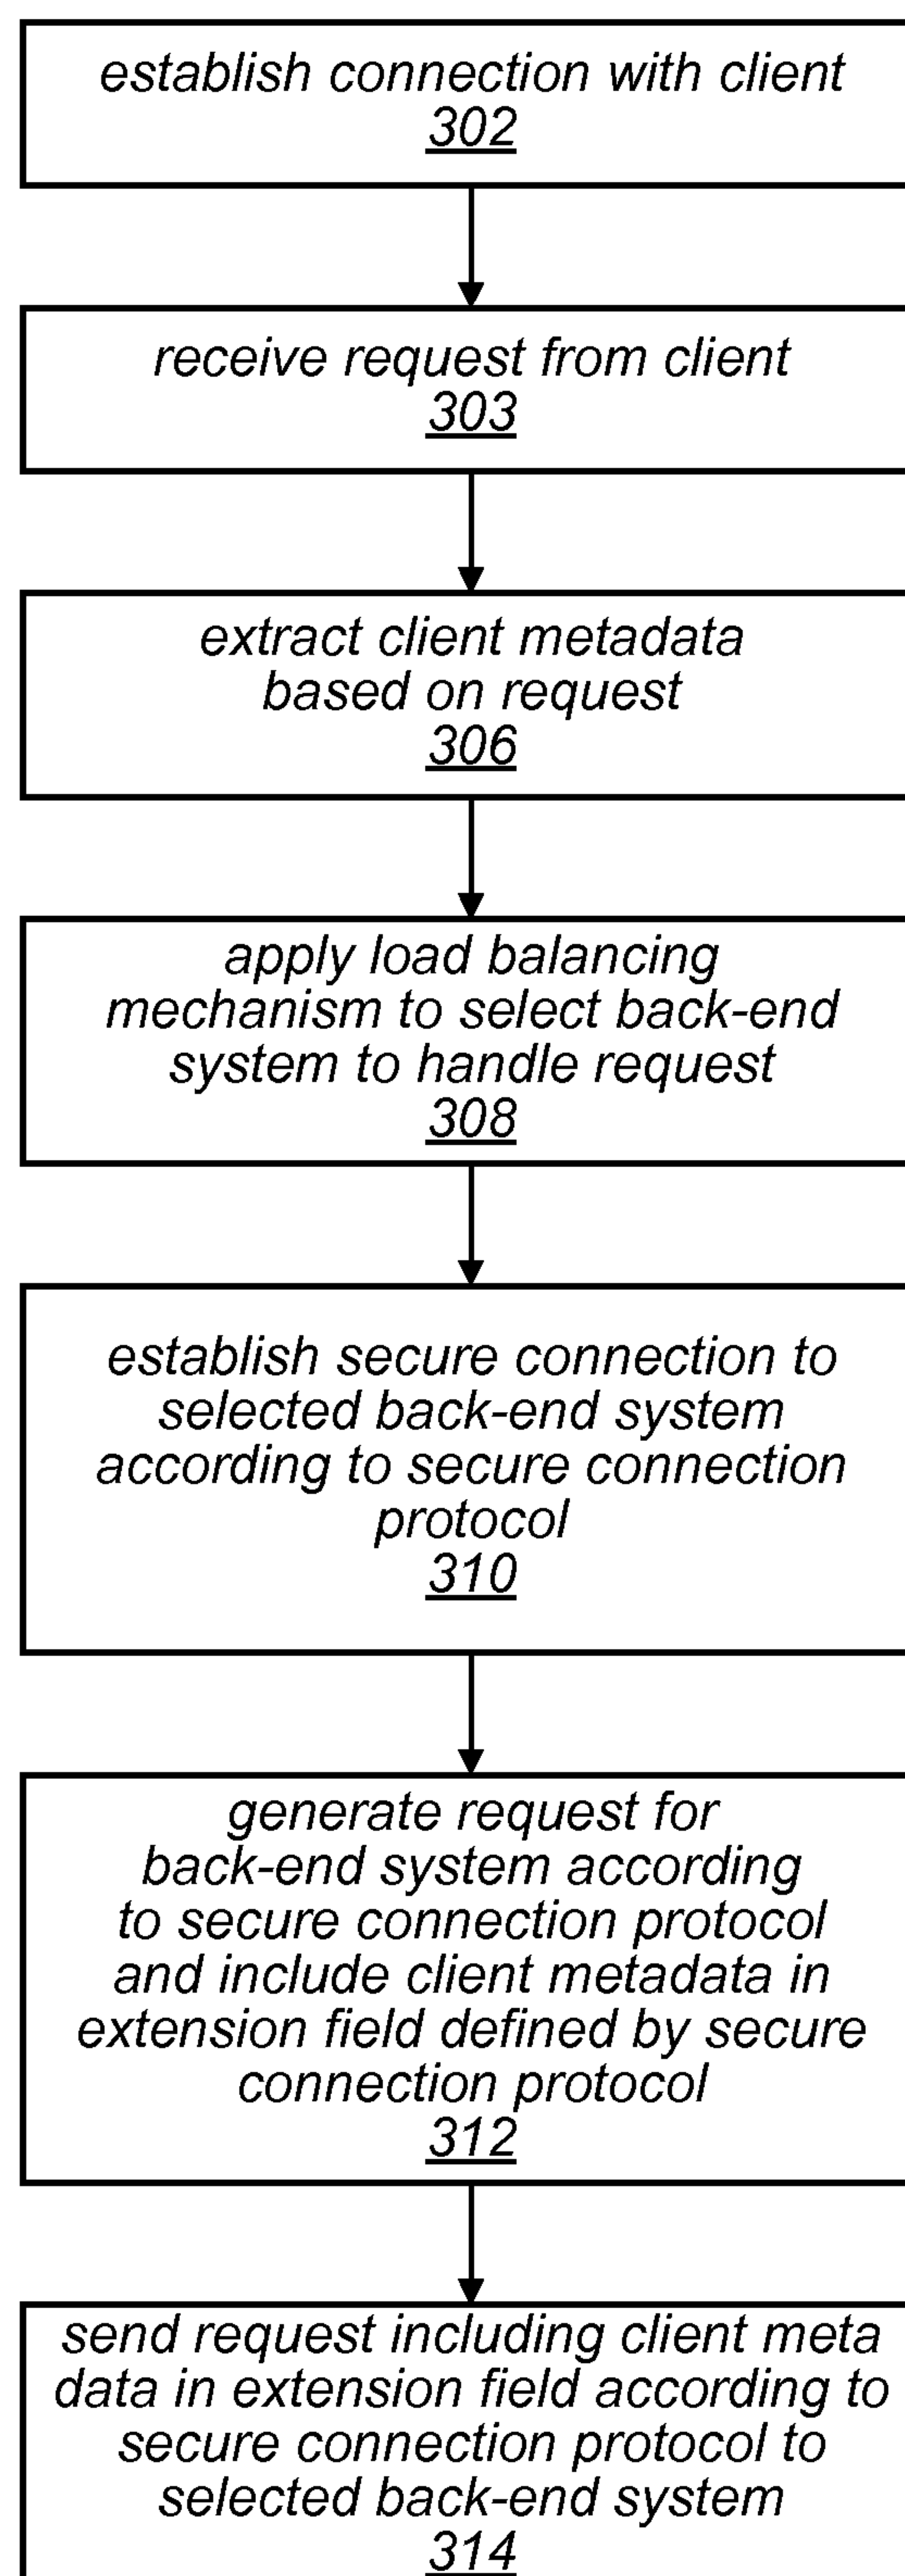 establish connection with client
302
receive request from client
303
extract client metadata
based on request
306
apply load balancing
mechanism to select back-end
system to handle request
308
establish secure connection to
selected back-end system
according to secure connection
protocol
310
generate request for
back-end system according
to secure connection protocol
and include client metadata in
extension field defined by secure
connection protocol
312
send request including client meta
data in extension field according to
secure connection protocol to
selected back-end system
314